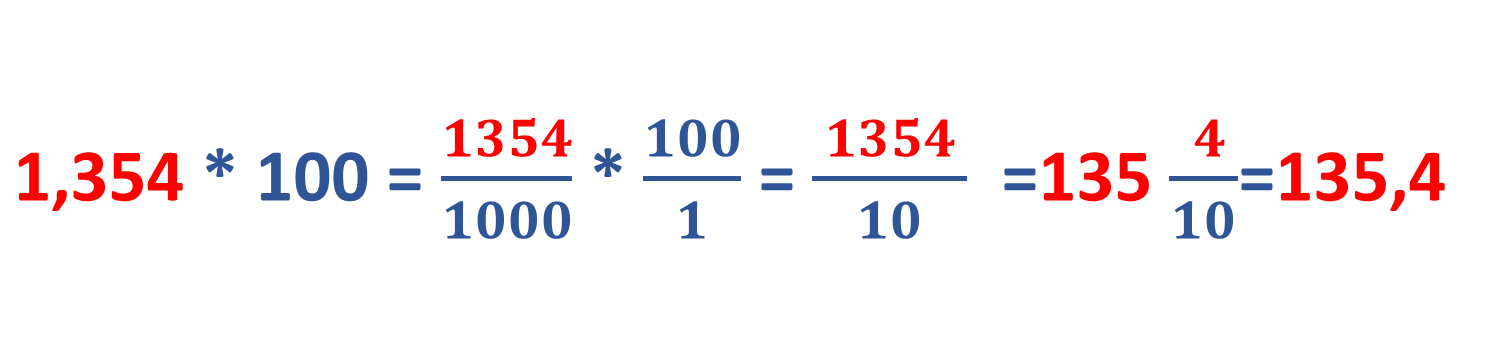 1,354 * 100 = 1354/1000 * 100/1 = 1354/10 =135 4/10=135,4